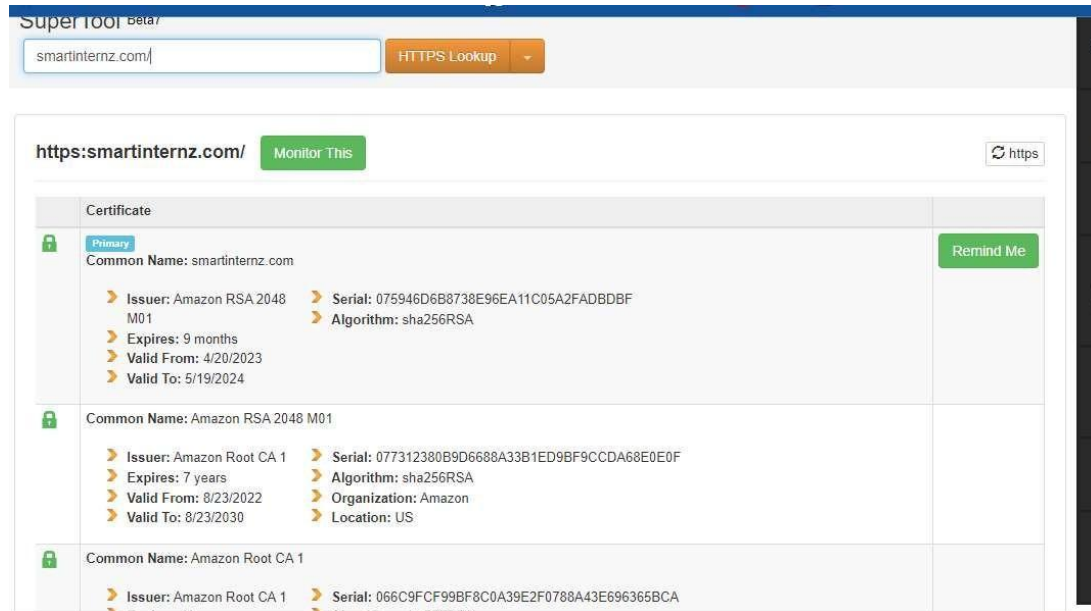 SuperTool Beta7
smartinternz.com/
HTTPS Lookup
https:smartinternz.com/ Monitor This
https
Certificate
Primary
Common Name: smartinternz.com
Remind Me
Issuer: Amazon RSA 2048 M01
Expires: 9 months
Valid From: 4/20/2023
Valid To: 5/19/2024
Serial: 075946D6B8738E96EA11C05A2FADBDBF
Algorithm: sha256RSA
Common Name: Amazon RSA 2048 M01
Issuer: Amazon Root CA 1
Expires: 7 years
Valid From: 8/23/2022
Valid To: 8/23/2030
Serial: 077312380B9D6688A33B1ED9BF9CCDA68E0E0F
Algorithm: sha256RSA
Organization: Amazon
Location: US
Common Name: Amazon Root CA 1
Issuer: Amazon Root CA 1
Serial: 066C9FCF99BF8C0A39E2F0788A43E696365BCA